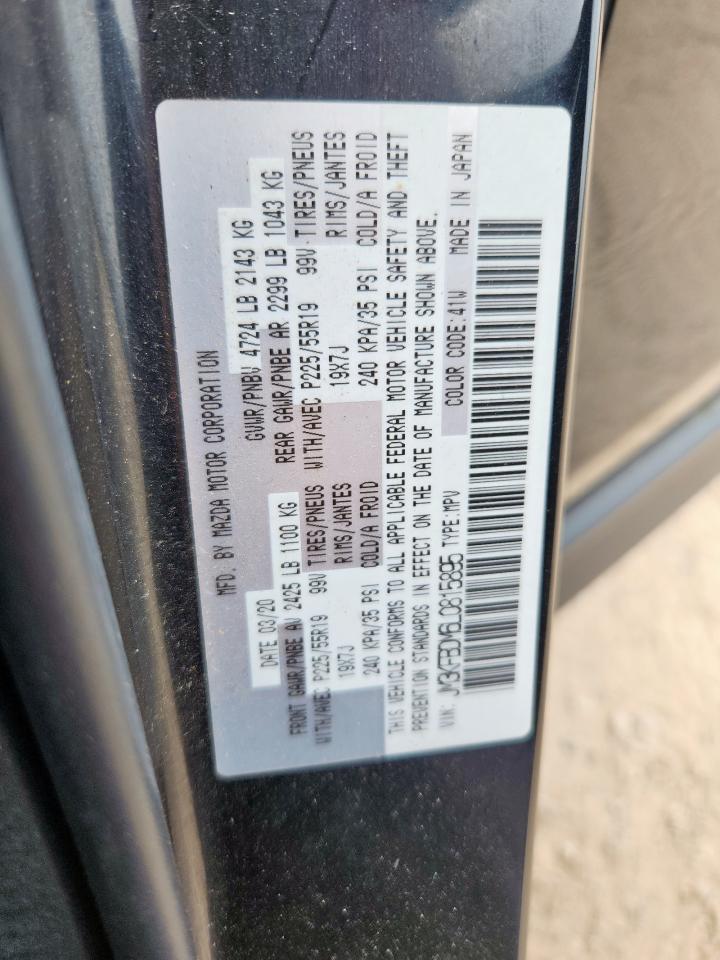 MFD. BY MAZDA MOTOR CORPORATION
DATE 03/20 GVWR/PNBV 4724 LB 2143 KG
FRONT GAWR/PNBE AV 2425 LB 1100 KG REAR GAWR/PNBE AR 2299 LB 1043 KG
WITH/AVEC P225/55R19 99V TIRES/PNEUS WITH/AVEC P225/55R19 99V TIRES/PNEUS
19X7J RIMS/JANTES 19X7J RIMS/JANTES
240 KPA/35 PSI COLD/A FROID 240 KPA/35 PSI COLD/A FROID
THIS VEHICLE CONFORMS TO ALL APPLICABLE FEDERAL MOTOR VEHICLE SAFETY AND THEFT
PREVENTION STANDARDS IN EFFECT ON THE DATE OF MANUFACTURE SHOWN ABOVE.
VIN: JM3KFBDM6L0815895 TYPE:MPV COLOR CODE:41W MADE IN JAPAN